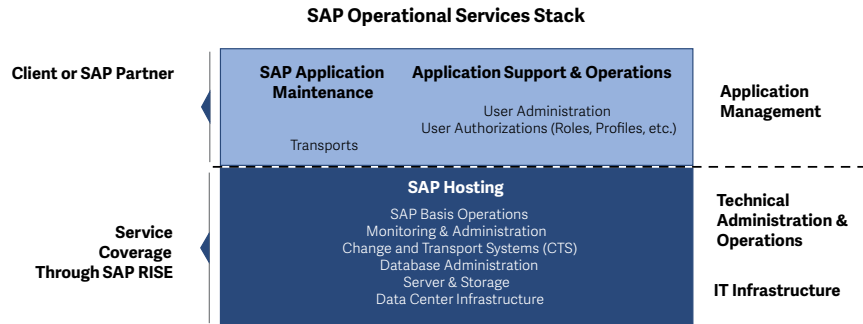 SAP Operational Services Stack
Client or SAP Partner
SAP Application
Maintenance
Transports
Application Support & Operations
User Administration
User Authorizations (Roles, Profiles, etc.)
Application
Management
Service
Coverage
Through SAP RISE
SAP Hosting
SAP Basis Operations
Monitoring & Administration
Change and Transport Systems (CTS)
Database Administration
Server & Storage
Data Center Infrastructure
Technical
Administration &
Operations
IT Infrastructure